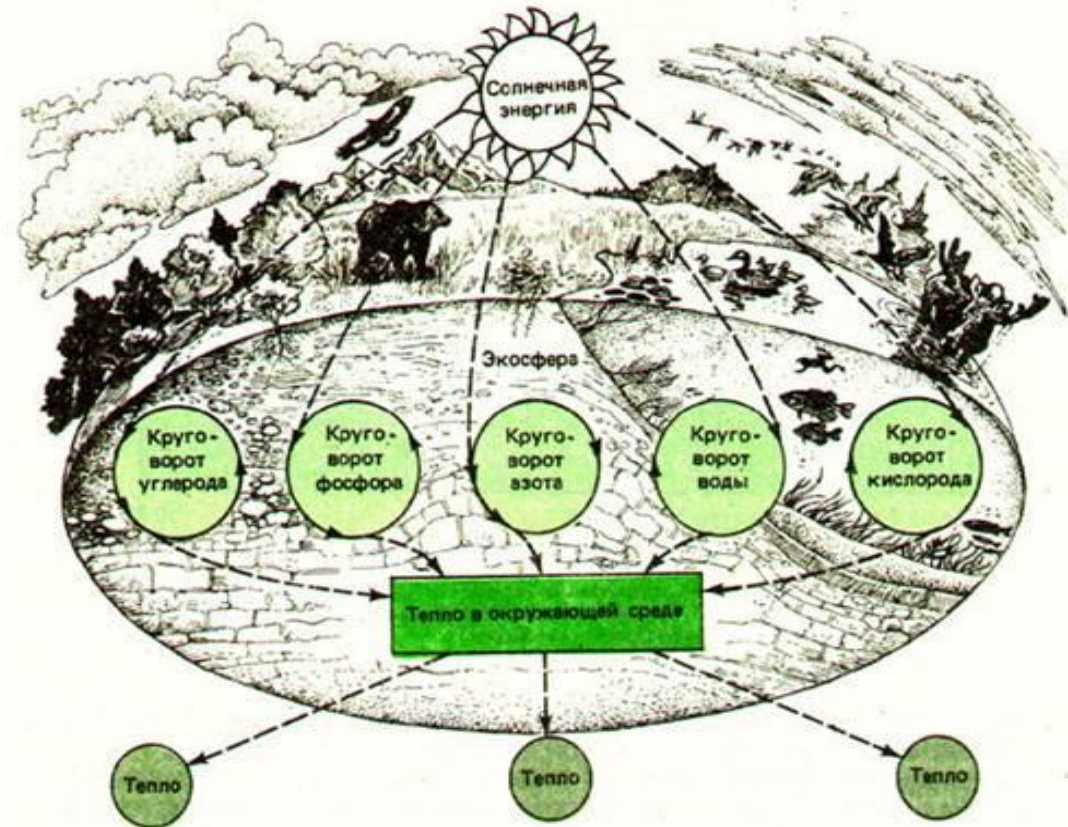 Солнечная
энергия
Экосфера
Круго-
ворот
углерода
Круго-
ворот
фосфора
Круго-
ворот
азота
Круго-
ворот
воды
Круго-
ворот
кислорода
Тепло в окружающей среде
Тепло
Тепло
Тепло